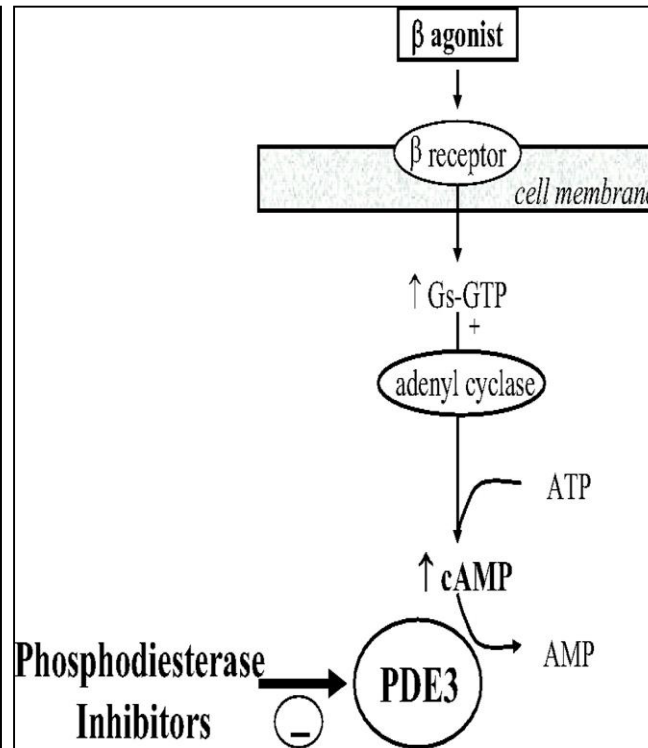 β agonist
β receptor
cell membrane
↑ Gs-GTP
+
adenyl cyclase
ATP
↑ cAMP
AMP
Phosphodiesterase
Inhibitors
–
PDE3